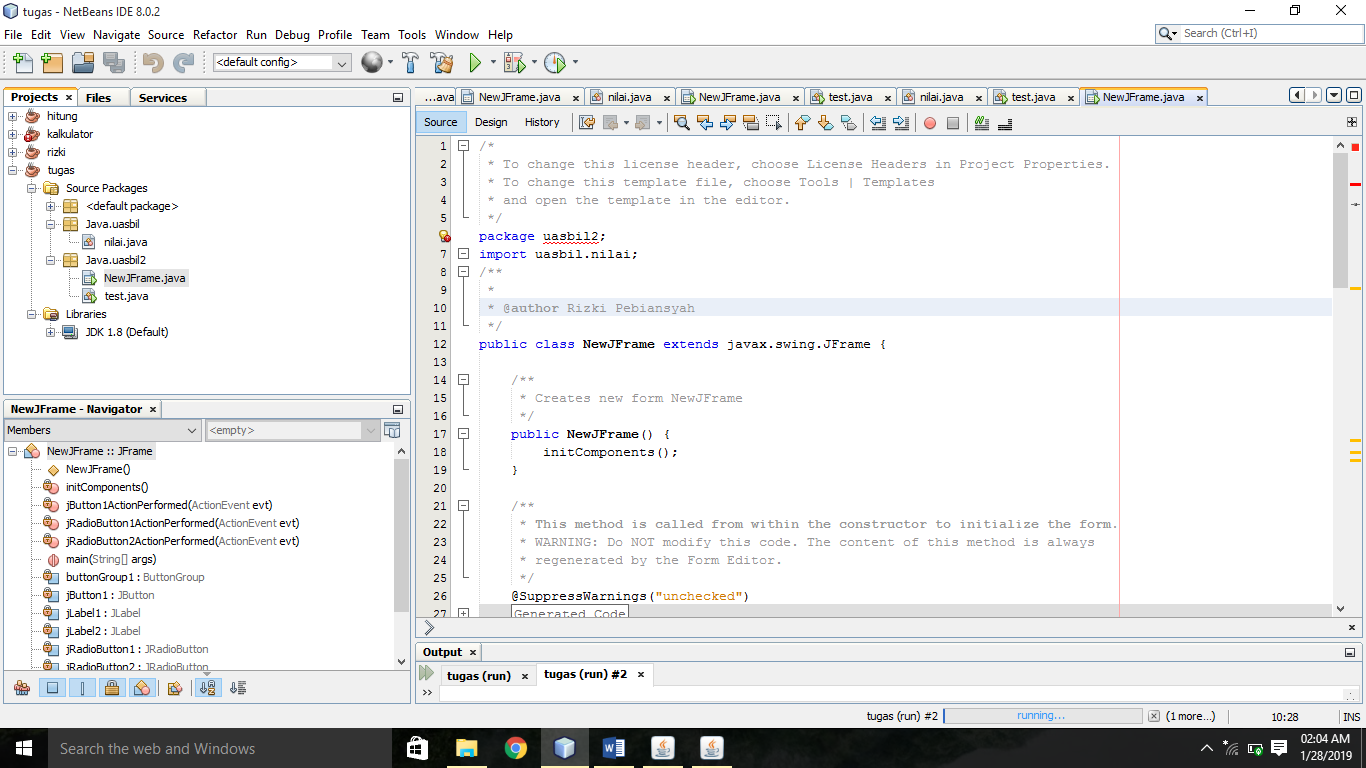 tugas - NetBeans IDE 8.0.2
File Edit View Navigate Source Refactor Run Debug Profile Team Tools Window Help
Search (Ctrl+I)
<default config>
Projects Files Services
hitung
kalkulator
rizki
tugas
Source Packages
<default package>
Java.uasbil
nilai.java
Java.uasbil2
NewJFrame.java
test.java
Libraries
JDK 1.8 (Default)
NewJFrame - Navigator
Members <empty>
NewJFrame :: JFrame
NewJFrame()
initComponents()
jButton1ActionPerformed(ActionEvent evt)
jRadioButton1ActionPerformed(ActionEvent evt)
jRadioButton2ActionPerformed(ActionEvent evt)
main(String[] args)
buttonGroup1 : ButtonGroup
jButton1 : JButton
jLabel1 : JLabel
jLabel2 : JLabel
jRadioButton1 : JRadioButton
jRadioButton2 : JRadioButton
...ava NewJFrame.java nilai.java NewJFrame.java test.java nilai.java test.java NewJFrame.java
Source Design History
1 /*
2 * To change this license header, choose License Headers in Project Properties.
3 * To change this template file, choose Tools | Templates
4 * and open the template in the editor.
5 */
package uasbil2;
7 import uasbil.nilai;
8 /**
9 *
10 * @author Rizki Pebiansyah
11 */
12 public class NewJFrame extends javax.swing.JFrame {
13
14 /**
15 * Creates new form NewJFrame
16 */
17 public NewJFrame() {
18 initComponents();
19 }
20
21 /**
22 * This method is called from within the constructor to initialize the form.
23 * WARNING: Do NOT modify this code. The content of this method is always
24 * regenerated by the Form Editor.
25 */
26 @SuppressWarnings("unchecked")
27 Generated Code
Output
tugas (run) tugas (run) #2
tugas (run) #2 running... (1 more...) 10:28 INS
Search the web and Windows
02:04 AM
1/28/2019